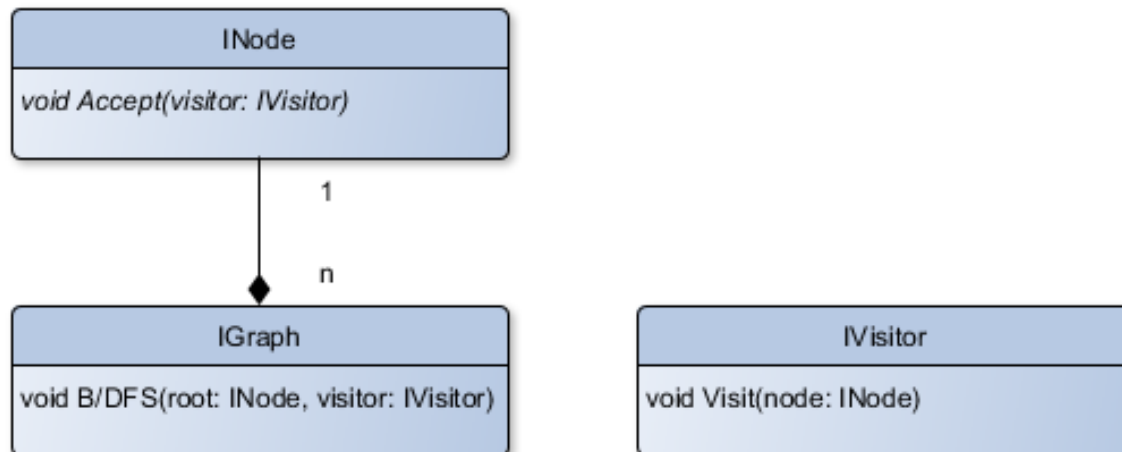 INode
void Accept(visitor: IVisitor)
1
n
IGraph
void B/DFS(root: INode, visitor: IVisitor)
IVisitor
void Visit(node: INode)